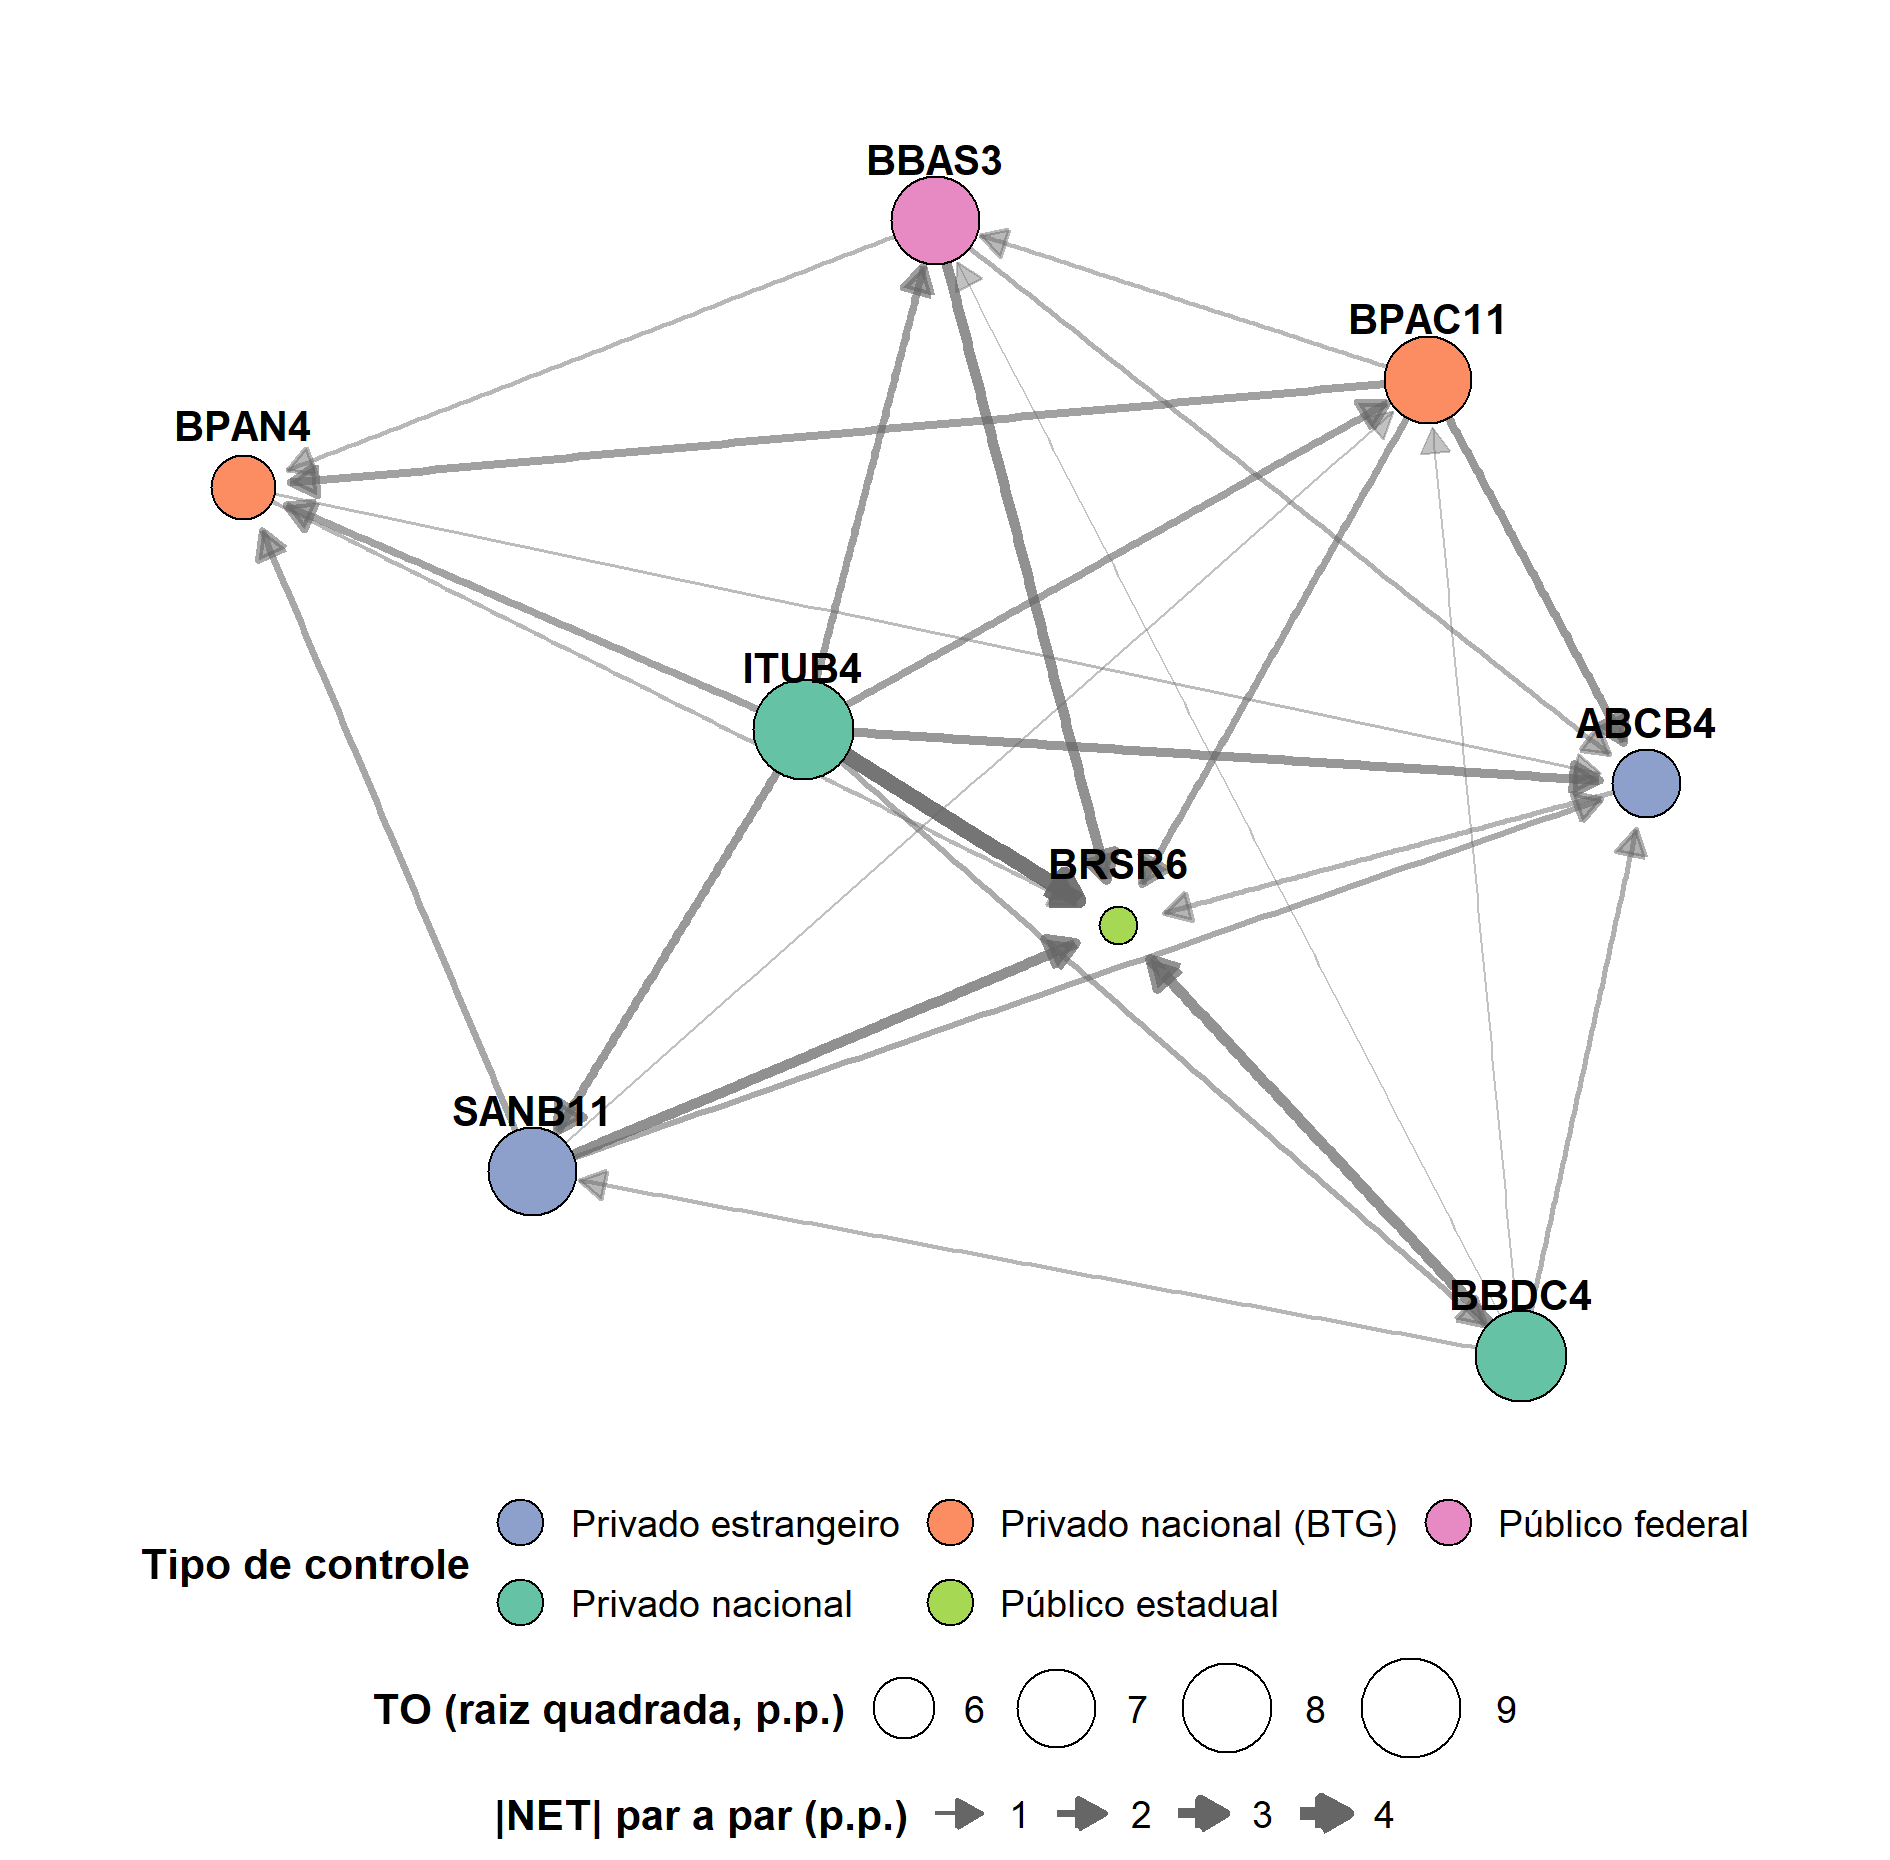 BBAS3
BPAC11
BPAN4
ITUB4
ABCB4
BRSR6
SANB11
BBDC4
Tipo de controle
Privado estrangeiro
Privado nacional (BTG)
Público federal
Privado nacional
Público estadual
TO (raiz quadrada, p.p.) 6 7 8 9
|NET| par a par (p.p.) 1 2 3 4